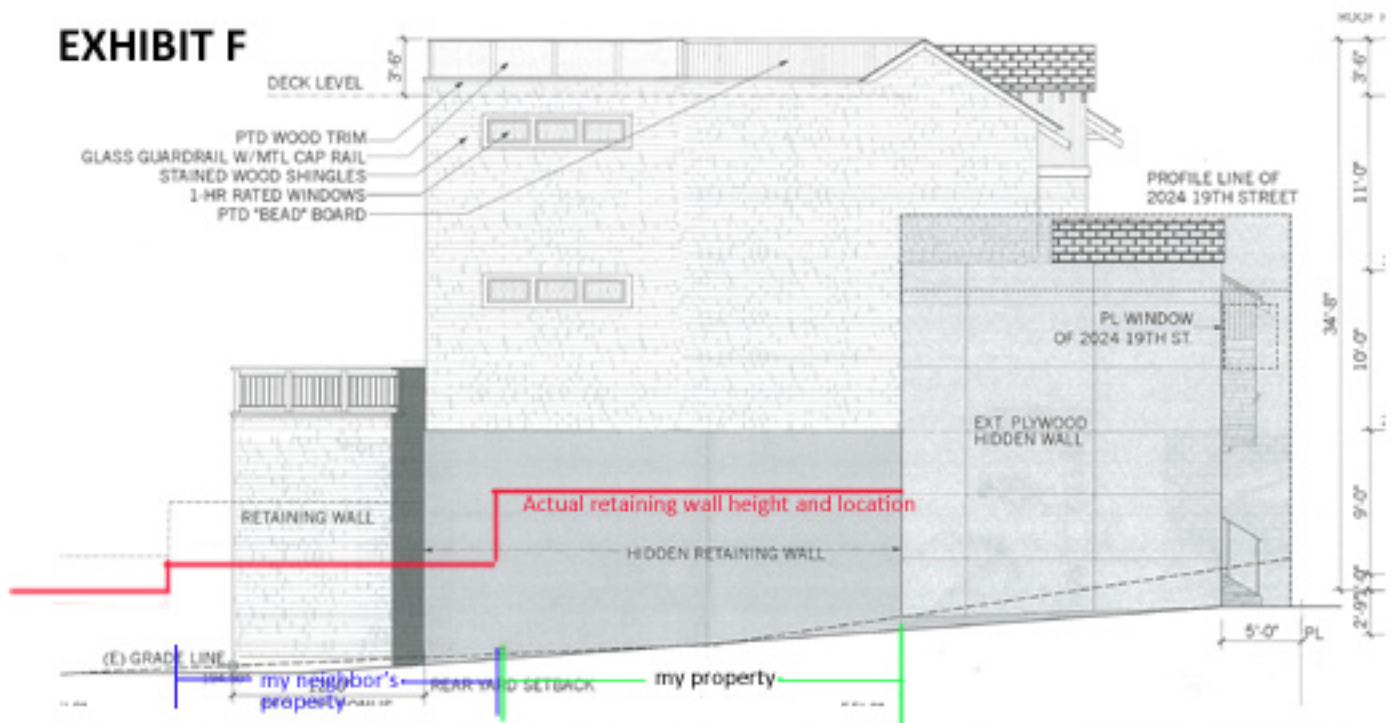 EXHIBIT F
3'-6"
DECK LEVEL
PTD WOOD TRIM
GLASS GUARDRAIL W/MTL CAP RAIL
STAINED WOOD SHINGLES
1-HR RATED WINDOWS
PTD "BEAD" BOARD
PROFILE LINE OF
2024 19TH STREET
3'-6"
11'-0"
34'-8"
PL WINDOW
OF 2024 19TH ST.
10'-0"
EXT. PLYWOOD
HIDDEN WALL
Actual retaining wall height and location
RETAINING WALL
9'-0"
HIDDEN RETAINING WALL
5'-0"
PL
(E) GRADE LINE
my neighbor's
property
REAR YARD SETBACK
my property